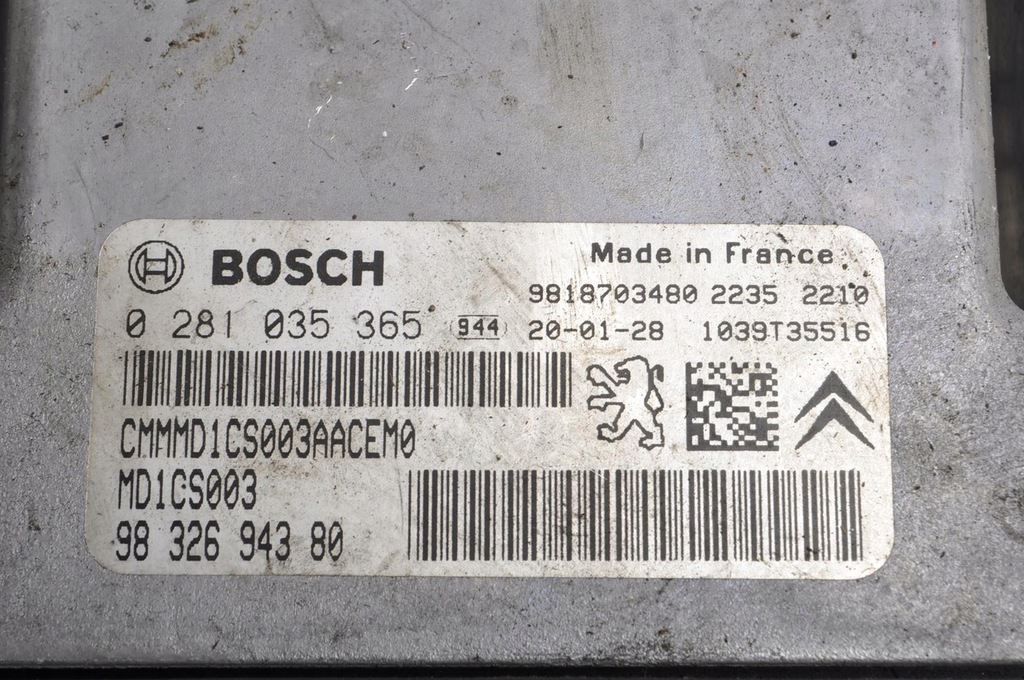 BOSCH
Made in France
9818703480 2235 2210
0 281 035 365 944 20-01-28 1039T35516
CMMMD1CS003AACEM0
MD1CS003
98 326 943 80